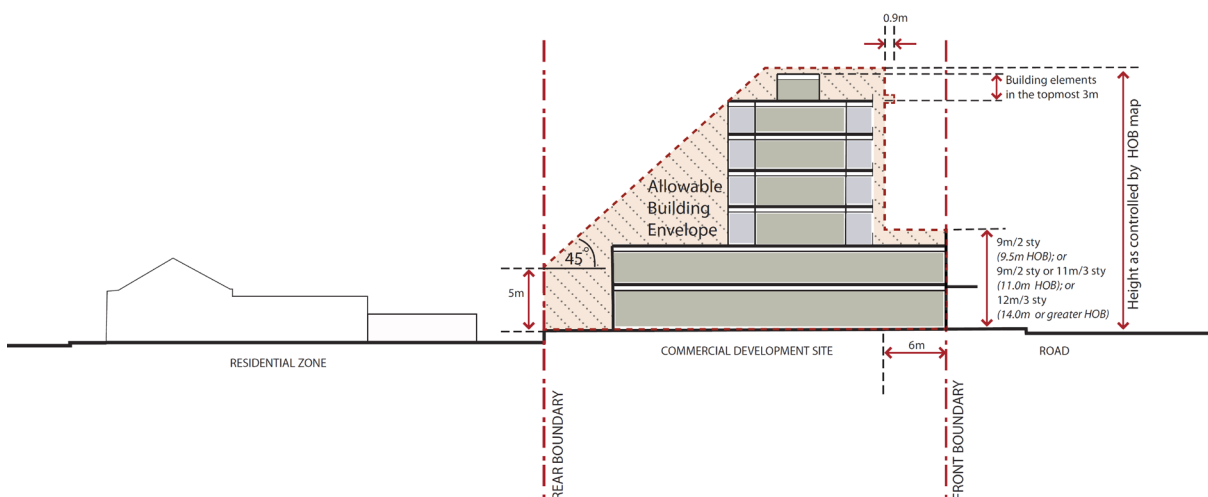 0.9m
Building elements
in the topmost 3m
Height as controlled by HOB map
Allowable
Building
Envelope
45°
5m
9m/2 sty
(9.5m HOB); or
9m/2 sty or 11m/3 sty
(11.0m HOB); or
12m/3 sty
(14.0m or greater HOB)
RESIDENTIAL ZONE
COMMERCIAL DEVELOPMENT SITE
6m
ROAD
REAR BOUNDARY
FRONT BOUNDARY